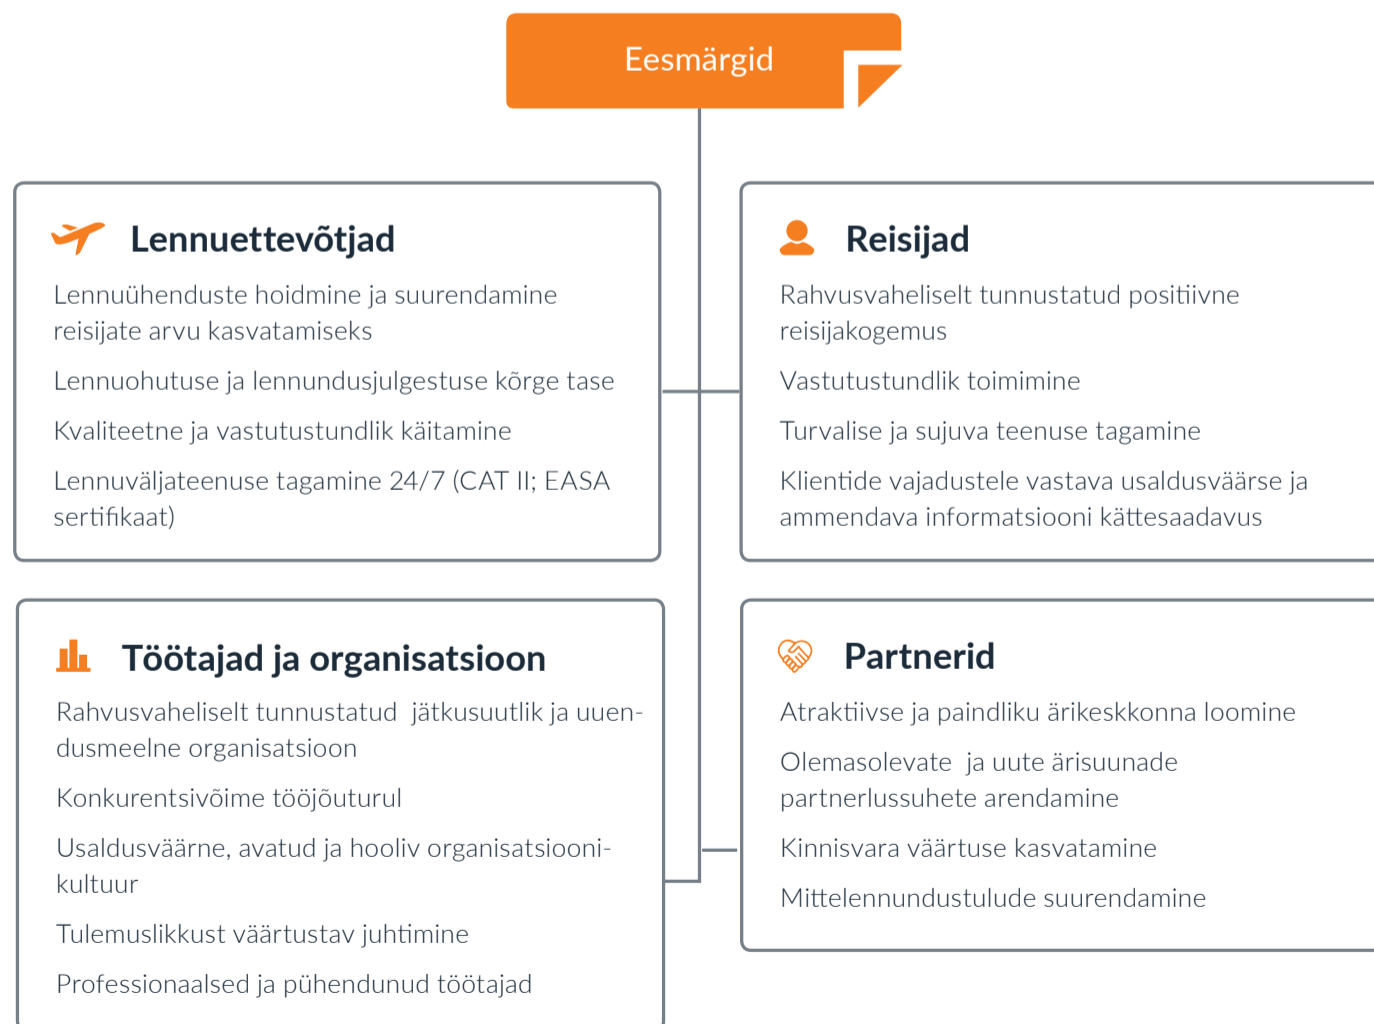 Eesmärgid
Lennuettevõtjad
Lennuühenduste hoidmine ja suurendamine
reisijate arvu kasvatamiseks
Lennuohutuse ja lennundusjulgestuse kõrge tase
Kvaliteetne ja vastutustundlik käitamine
Lennuväljateenuse tagamine 24/7 (CAT II; EASA
sertifikaat)
Reisijad
Rahvusvaheliselt tunnustatud positiivne
reisijakogemus
Vastutustundlik toimimine
Turvalise ja sujuva teenuse tagamine
Klientide vajadustele vastava usaldusväärse ja
ammendava informatsiooni kättesaadavus
Töötajad ja organisatsioon
Rahvusvaheliselt tunnustatud  jätkusuutlik ja uuen-
dusmeelne organisatsioon
Konkurentsivõime tööjõuturul
Usaldusväärne, avatud ja hooliv organisatsiooni-
kultuur
Tulemuslikkust väärtustav juhtimine
Professionaalsed ja pühendunud töötajad
Partnerid
Atraktiivse ja paindliku ärikeskkonna loomine
Olemasolevate  ja uute ärisuunade
partnerlussuhete arendamine
Kinnisvara väärtuse kasvatamine
Mittelennundustulude suurendamine